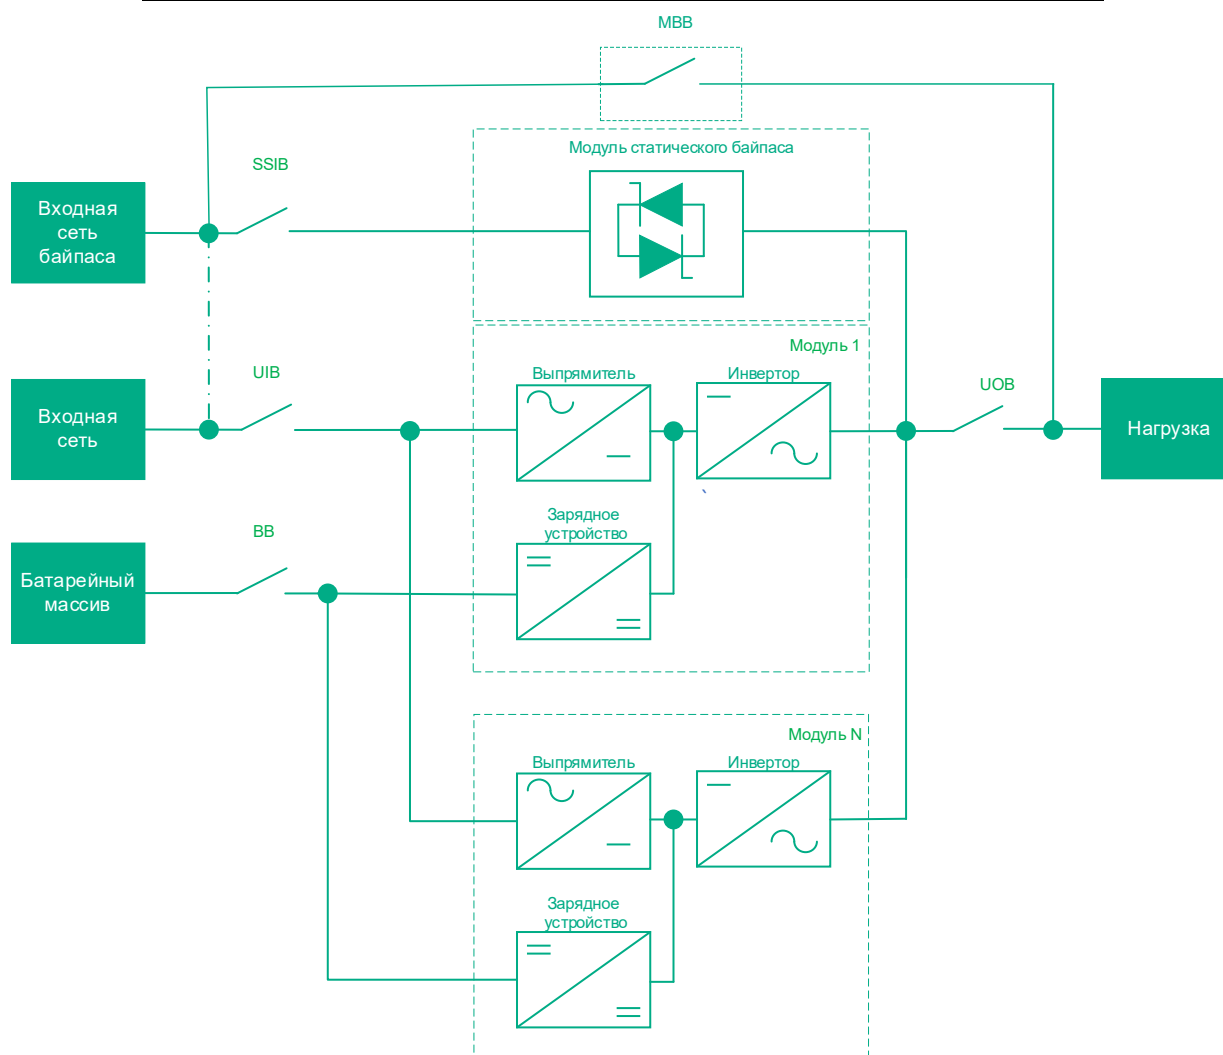 MBB
Модуль статического байпаса
SSIB
Входная
сеть
байпаса
Модуль 1
UIB
Выпрямитель
Инвертор
UOB
Входная
сеть
Нагрузка
Зарядное
устройство
BB
Батарейный
массив
Модуль N
Выпрямитель
Инвертор
Зарядное
устройство